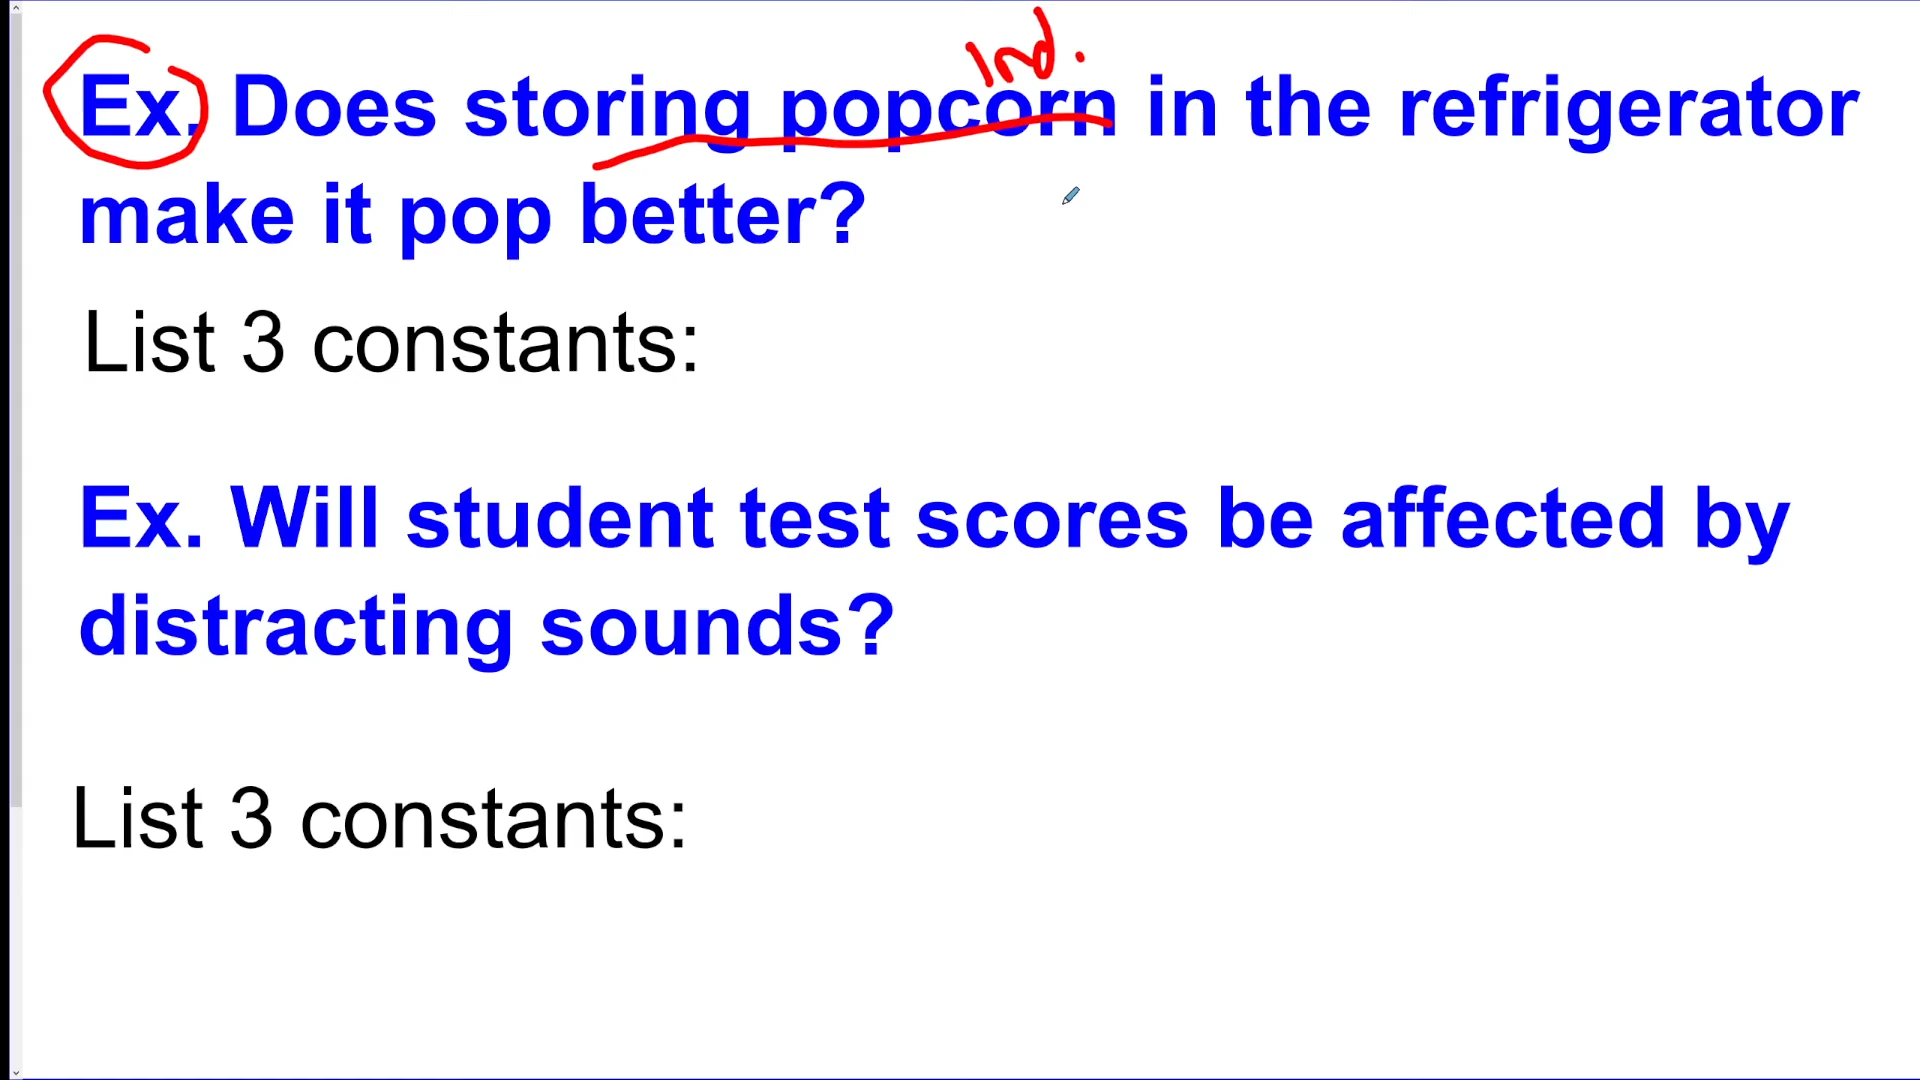 Ind.
Ex. Does storing popcorn in the refrigerator
make it pop better?
List 3 constants:
Ex. Will student test scores be affected by
distracting sounds?
List 3 constants: